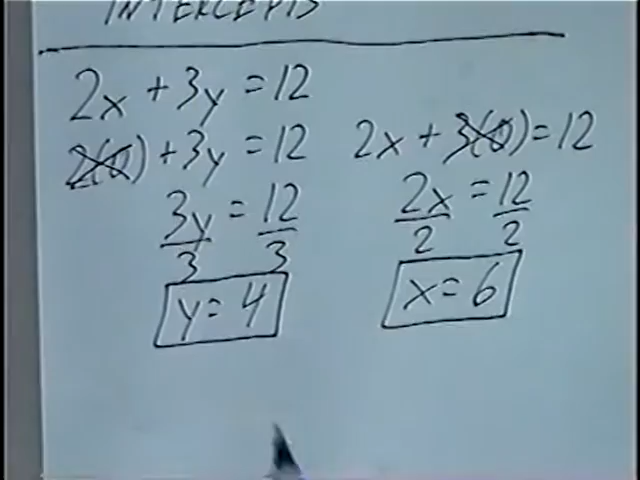 INTERCEPTS
2x + 3y = 12
2(0) + 3y = 12
3y/3 = 12/3
y = 4
2x + 3(0) = 12
2x/2 = 12/2
x = 6